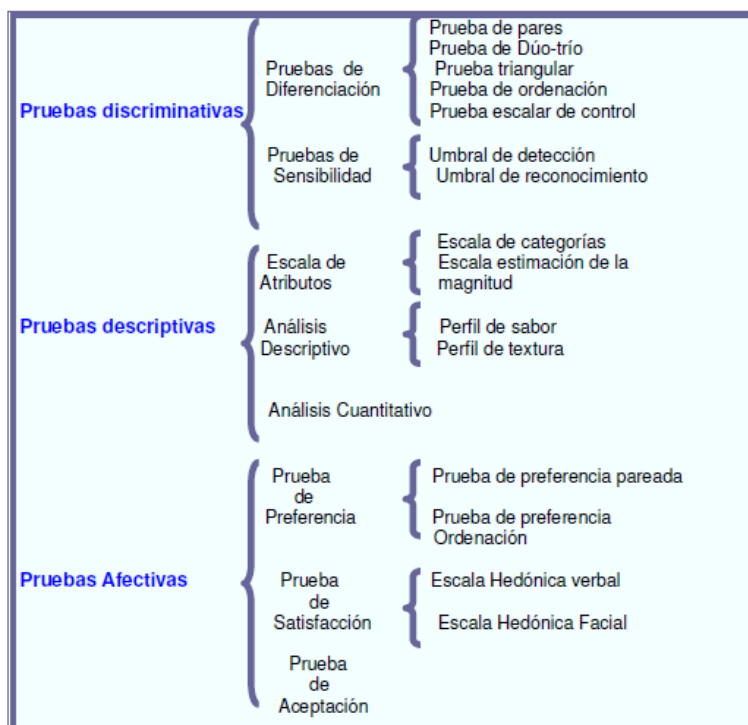 Pruebas discriminativas
Pruebas de
Diferenciación
Prueba de pares
Prueba de Dúo-trío
Prueba triangular
Prueba de ordenación
Prueba escalar de control
Pruebas de
Sensibilidad
Umbral de detección
Umbral de reconocimiento
Pruebas descriptivas
Escala de
Atributos
Escala de categorías
Escala estimación de la
magnitud
Análisis
Descriptivo
Perfil de sabor
Perfil de textura
Análisis Cuantitativo
Pruebas Afectivas
Prueba
de
Preferencia
Prueba de preferencia pareada
Prueba de preferencia
Ordenación
Prueba
de
Satisfacción
Escala Hedónica verbal
Escala Hedónica Facial
Prueba
de
Aceptación